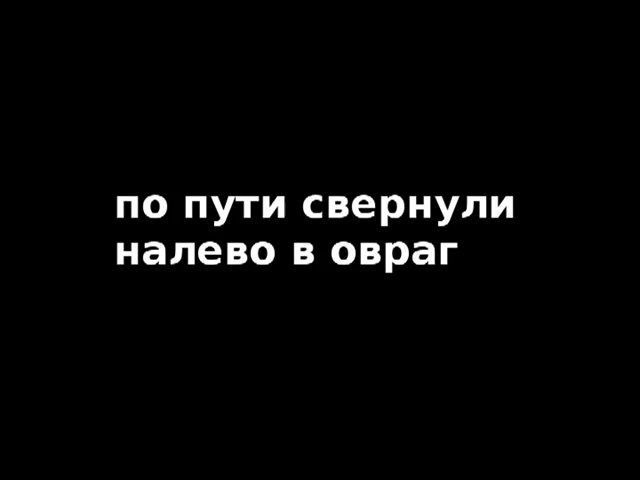 по пути свернули
налево в овраг